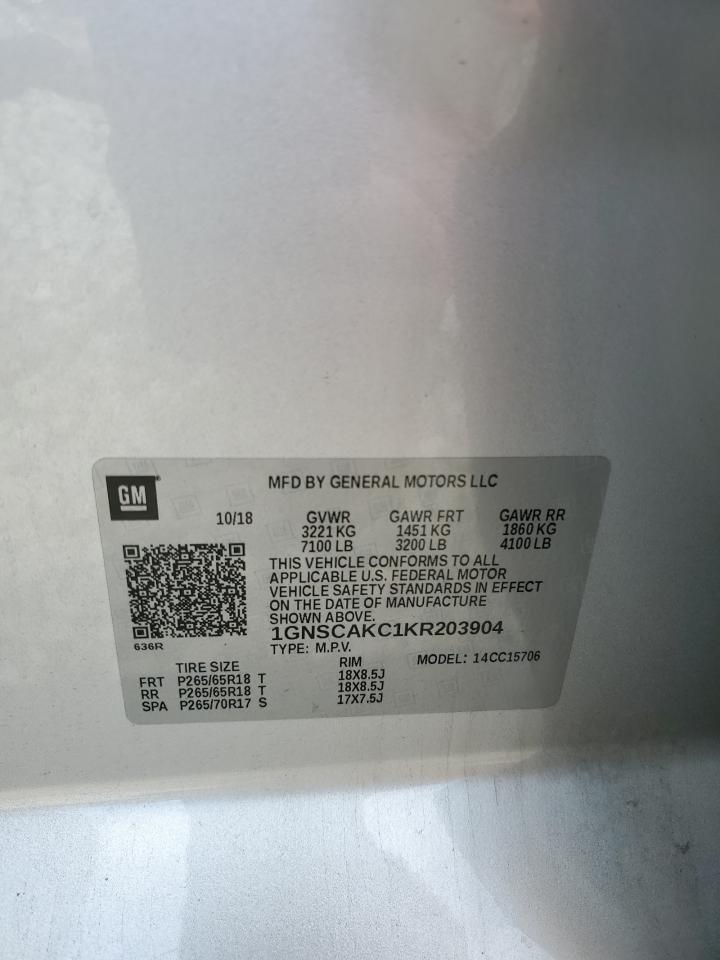 GM
MFD BY GENERAL MOTORS LLC
10/18 GVWR GAWR FRT GAWR RR
3221 KG 1451 KG 1860 KG
7100 LB 3200 LB 4100 LB
THIS VEHICLE CONFORMS TO ALL
APPLICABLE U.S. FEDERAL MOTOR
VEHICLE SAFETY STANDARDS IN EFFECT
ON THE DATE OF MANUFACTURE
SHOWN ABOVE.
1GNSCAKC1KR203904
636R
TYPE: M.P.V. MODEL: 14CC15706
TIRE SIZE RIM
FRT P265/65R18 T 18X8.5J
RR P265/65R18 T 18X8.5J
SPA P265/70R17 S 17X7.5J